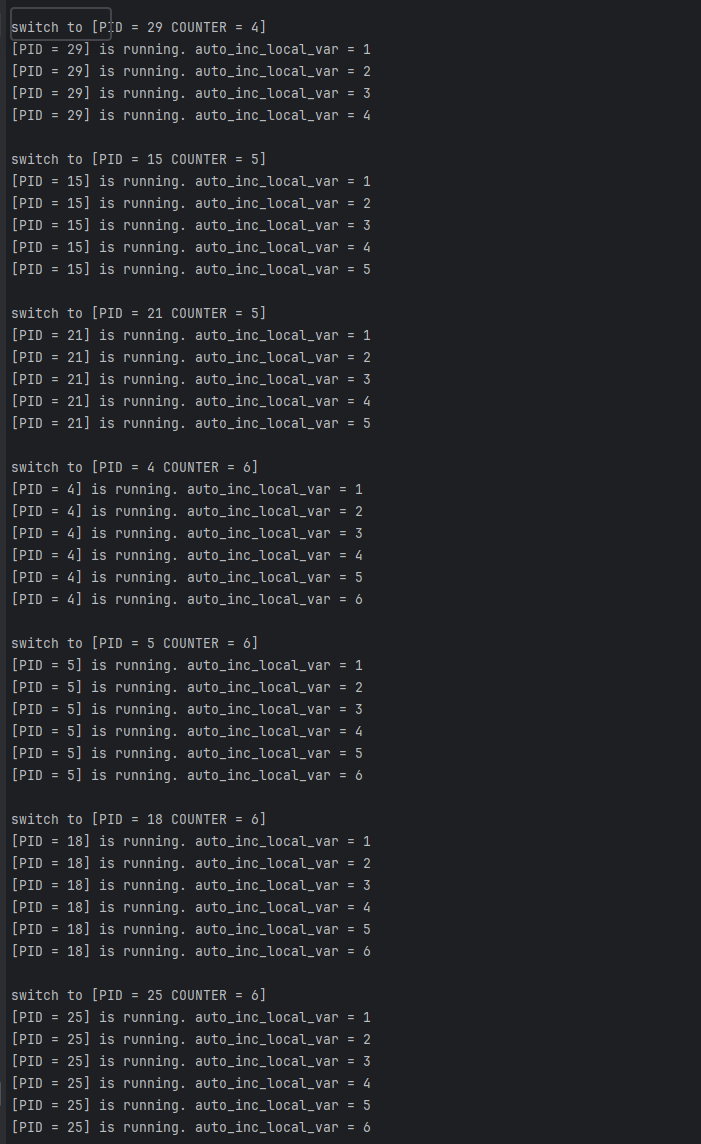 switch to [PID = 29 COUNTER = 4]
[PID = 29] is running. auto_inc_local_var = 1
[PID = 29] is running. auto_inc_local_var = 2
[PID = 29] is running. auto_inc_local_var = 3
[PID = 29] is running. auto_inc_local_var = 4

switch to [PID = 15 COUNTER = 5]
[PID = 15] is running. auto_inc_local_var = 1
[PID = 15] is running. auto_inc_local_var = 2
[PID = 15] is running. auto_inc_local_var = 3
[PID = 15] is running. auto_inc_local_var = 4
[PID = 15] is running. auto_inc_local_var = 5

switch to [PID = 21 COUNTER = 5]
[PID = 21] is running. auto_inc_local_var = 1
[PID = 21] is running. auto_inc_local_var = 2
[PID = 21] is running. auto_inc_local_var = 3
[PID = 21] is running. auto_inc_local_var = 4
[PID = 21] is running. auto_inc_local_var = 5

switch to [PID = 4 COUNTER = 6]
[PID = 4] is running. auto_inc_local_var = 1
[PID = 4] is running. auto_inc_local_var = 2
[PID = 4] is running. auto_inc_local_var = 3
[PID = 4] is running. auto_inc_local_var = 4
[PID = 4] is running. auto_inc_local_var = 5
[PID = 4] is running. auto_inc_local_var = 6

switch to [PID = 5 COUNTER = 6]
[PID = 5] is running. auto_inc_local_var = 1
[PID = 5] is running. auto_inc_local_var = 2
[PID = 5] is running. auto_inc_local_var = 3
[PID = 5] is running. auto_inc_local_var = 4
[PID = 5] is running. auto_inc_local_var = 5
[PID = 5] is running. auto_inc_local_var = 6

switch to [PID = 18 COUNTER = 6]
[PID = 18] is running. auto_inc_local_var = 1
[PID = 18] is running. auto_inc_local_var = 2
[PID = 18] is running. auto_inc_local_var = 3
[PID = 18] is running. auto_inc_local_var = 4
[PID = 18] is running. auto_inc_local_var = 5
[PID = 18] is running. auto_inc_local_var = 6

switch to [PID = 25 COUNTER = 6]
[PID = 25] is running. auto_inc_local_var = 1
[PID = 25] is running. auto_inc_local_var = 2
[PID = 25] is running. auto_inc_local_var = 3
[PID = 25] is running. auto_inc_local_var = 4
[PID = 25] is running. auto_inc_local_var = 5
[PID = 25] is running. auto_inc_local_var = 6